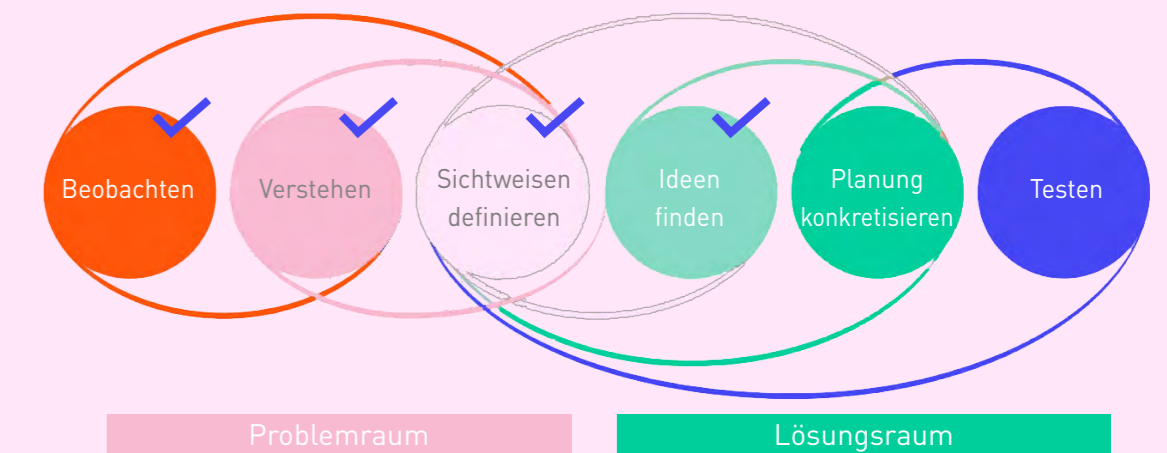 Beobachten
Verstehen
Sichtweisen
definieren
Ideen
finden
Planung
konkretisieren
Testen
Problemraum
Lösungsraum